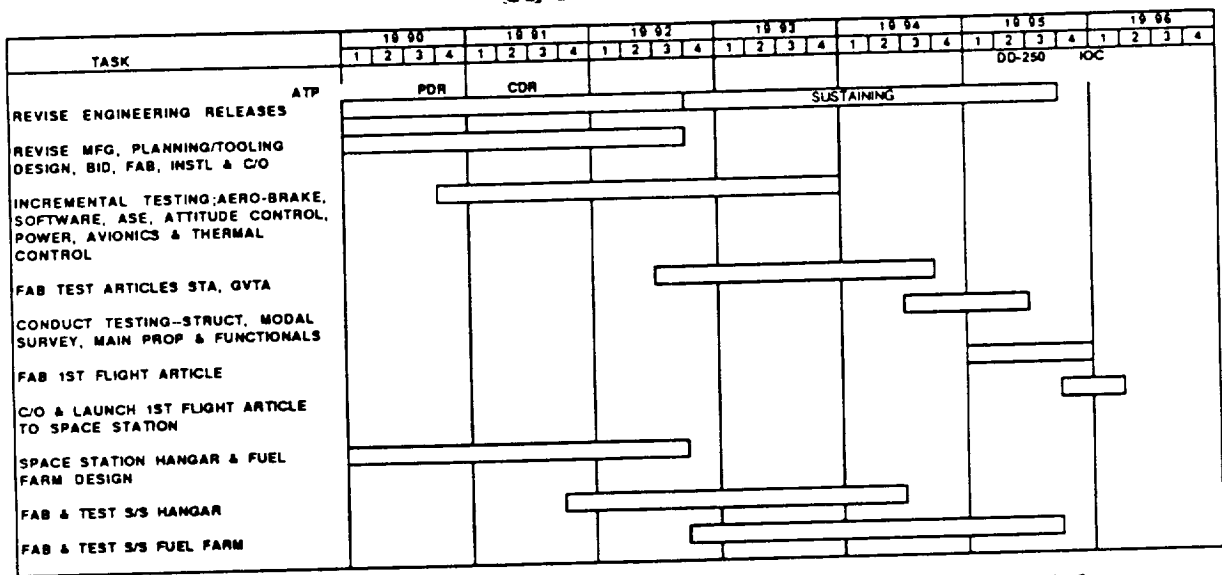 19 90 19 91 19 92 19 93 19 94 19 95 19 96
TASK 1 2 3 4 1 2 3 4 1 2 3 4 1 2 3 4 1 2 3 4 1 2 3 4 1 2 3 4
DD-250 IOC
ATP PDR CDR
REVISE ENGINEERING RELEASES SUSTAINING
REVISE MFG, PLANNING/TOOLING
DESIGN, BID, FAB, INSTL & C/O
INCREMENTAL TESTING;AERO-BRAKE,
SOFTWARE, ASE, ATTITUDE CONTROL,
POWER, AVIONICS & THERMAL
CONTROL
FAB TEST ARTICLES STA, GVTA
CONDUCT TESTING--STRUCT, MODAL
SURVEY, MAIN PROP & FUNCTIONALS
FAB 1ST FLIGHT ARTICLE
C/O & LAUNCH 1ST FLIGHT ARTICLE
TO SPACE STATION
SPACE STATION HANGAR & FUEL
FARM DESIGN
FAB & TEST S/S HANGAR
FAB & TEST S/S FUEL FARM